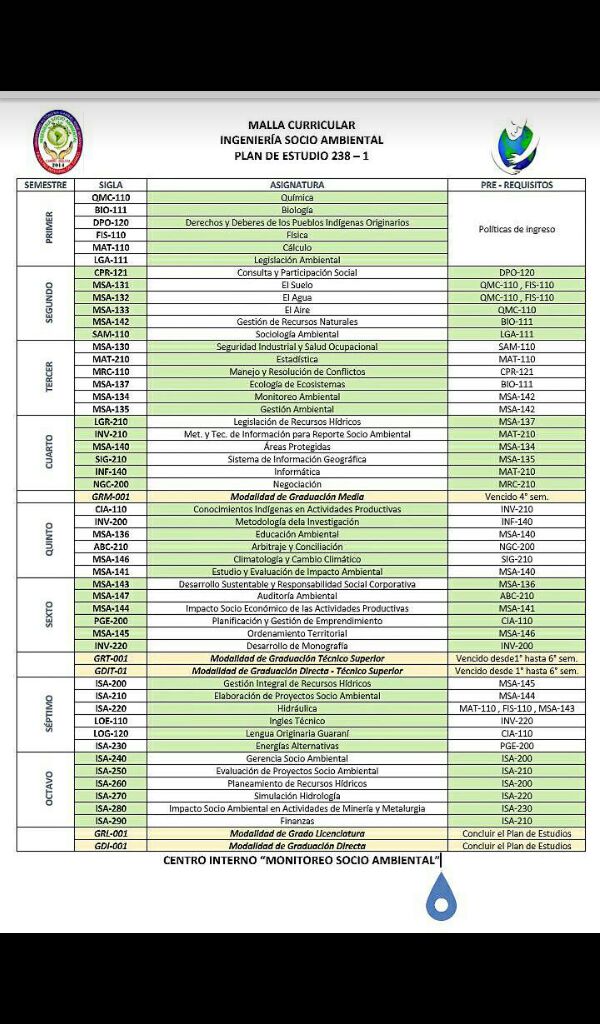 MALLA CURRICULAR
INGENIERÍA SOCIO AMBIENTAL
PLAN DE ESTUDIO 238 – 1
SEMESTRE SIGLA ASIGNATURA PRE - REQUISITOS
PRIMER
QMC-110 Química
BIO-111 Biología
DPO-120 Derechos y Deberes de los Pueblos Indígenas Originarios
FIS-110 Física
MAT-110 Cálculo
LGA-111 Legislación Ambiental
Políticas de ingreso
SEGUNDO
CPR-121 Consulta y Participación Social DPO-120
MSA-131 El Suelo QMC-110 , FIS-110
MSA-132 El Agua QMC-110 , FIS-110
MSA-133 El Aire QMC-110
MSA-142 Gestión de Recursos Naturales BIO-111
SAM-110 Sociología Ambiental LGA-111
TERCER
MSA-130 Seguridad Industrial y Salud Ocupacional SAM-110
MAT-210 Estadística MAT-110
MRC-110 Manejo y Resolución de Conflictos CPR-121
MSA-137 Ecología de Ecosistemas BIO-111
MSA-134 Monitoreo Ambiental MSA-142
MSA-135 Gestión Ambiental MSA-142
CUARTO
LGR-210 Legislación de Recursos Hídricos MSA-137
INV-210 Met. y Tec. de Información para Reporte Socio Ambiental MAT-210
MSA-140 Áreas Protegidas MSA-134
SIG-210 Sistema de Información Geográfica MSA-135
INF-140 Informática MAT-210
NGC-200 Negociación MRC-210
GRM-001 Modalidad de Graduación Media Vencido 4° sem.
QUINTO
CIA-110 Conocimientos Indígenas en Actividades Productivas INV-210
INV-200 Metodología dela Investigación INF-140
MSA-136 Educación Ambiental MSA-140
ABC-210 Arbitraje y Conciliación NGC-200
MSA-146 Climatología y Cambio Climático SIG-210
MSA-141 Estudio y Evaluación de Impacto Ambiental MSA-140
SEXTO
MSA-143 Desarrollo Sustentable y Responsabilidad Social Corporativa MSA-136
MSA-147 Auditoría Ambiental ABC-210
MSA-144 Impacto Socio Económico de las Actividades Productivas MSA-141
PGE-200 Planificación y Gestión de Emprendimiento CIA-110
MSA-145 Ordenamiento Territorial MSA-146
INV-220 Desarrollo de Monografía INV-200
GRT-001 Modalidad de Graduación Técnico Superior Vencido desde1° hasta 6° sem.
GDIT-01 Modalidad de Graduación Directa - Técnico Superior Vencido desde 1° hasta 6° sem.
SÉPTIMO
ISA-200 Gestión Integral de Recursos Hídricos MSA-145
ISA-210 Elaboración de Proyectos Socio Ambiental MSA-144
ISA-220 Hidráulica MAT-110 , FIS-110 , MSA-143
LOE-110 Ingles Técnico INV-220
LOG-120 Lengua Originaria Guaraní CIA-110
ISA-230 Energías Alternativas PGE-200
OCTAVO
ISA-240 Gerencia Socio Ambiental ISA-200
ISA-250 Evaluación de Proyectos Socio Ambiental ISA-210
ISA-260 Planeamiento de Recursos Hídricos ISA-200
ISA-270 Simulación Hidrología ISA-220
ISA-280 Impacto Socio Ambiental en Actividades de Minería y Metalurgia ISA-230
ISA-290 Finanzas ISA-210
GRL-001 Modalidad de Grado Licenciatura Concluir el Plan de Estudios
GDI-001 Modalidad de Graduación Directa Concluir el Plan de Estudios
CENTRO INTERNO "MONITOREO SOCIO AMBIENTAL"